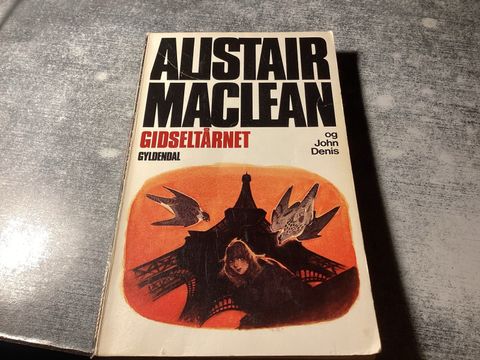 ALISTAIR
MACLEAN
GIDSELTÅRNET
og
John
Denis
GYLDENDAL